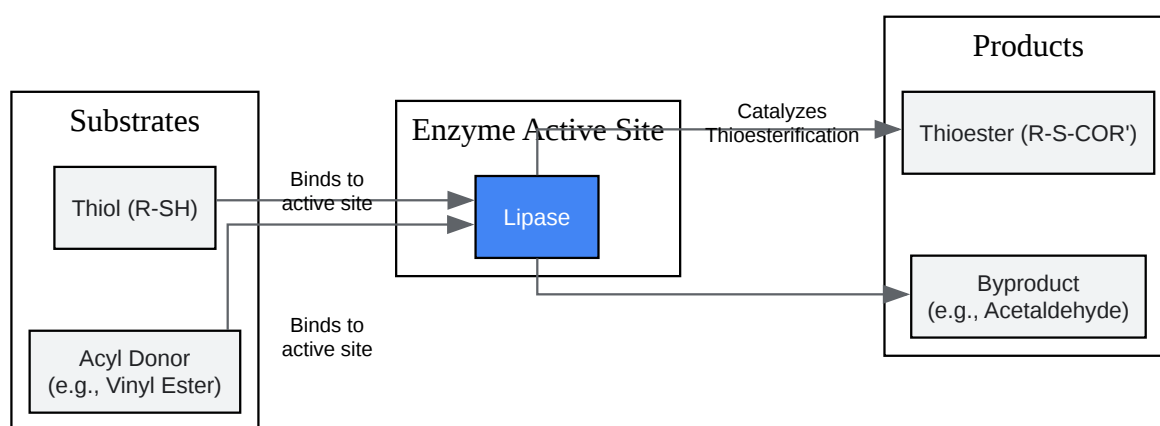 Substrates
Thiol (R-SH)
Acyl Donor
(e.g., Vinyl Ester)
Binds to
active site
Binds to
active site
Enzyme Active Site
Lipase
Catalyzes
Thioesterification
Products
Thioester (R-S-COR')
Byproduct
(e.g., Acetaldehyde)